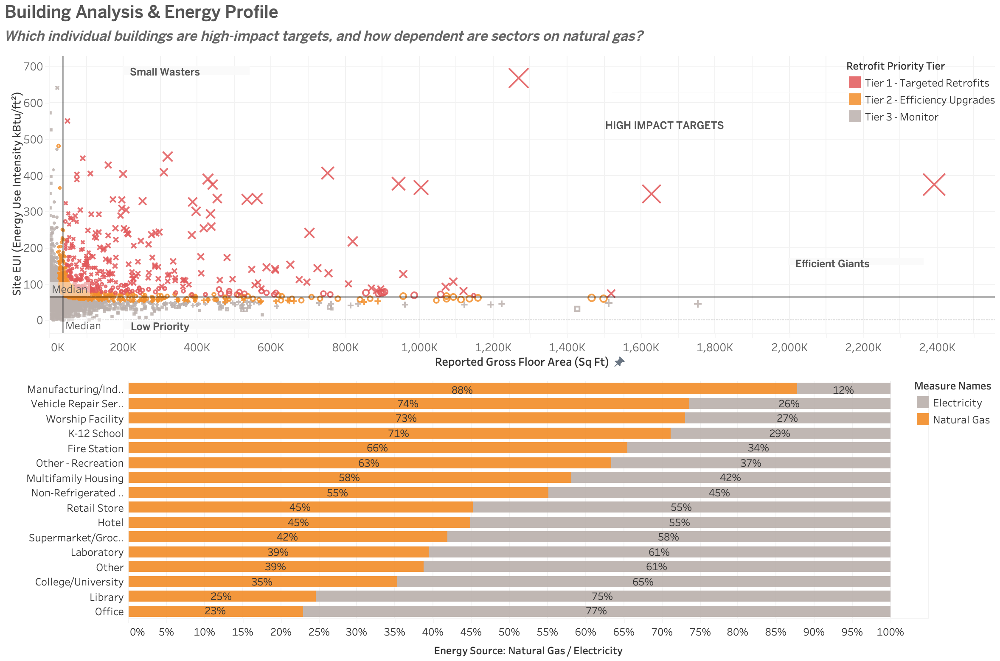 Building Analysis & Energy Profile
Which individual buildings are high-impact targets, and how dependent are sectors on natural gas?
Site EUI (Energy Use Intensity kBtu/ft²)
700
600
500
400
300
200
100
0
Small Wasters
HIGH IMPACT TARGETS
Efficient Giants
Low Priority
Median
Median
Retrofit Priority Tier
Tier 1 - Targeted Retrofits
Tier 2 - Efficiency Upgrades
Tier 3 - Monitor
0K 200K 400K 600K 800K 1,000K 1,200K 1,400K 1,600K 1,800K 2,000K 2,200K 2,400K
Reported Gross Floor Area (Sq Ft)
Manufacturing/Ind.. 88% 12%
Vehicle Repair Ser.. 74% 26%
Worship Facility 73% 27%
K-12 School 71% 29%
Fire Station 66% 34%
Other - Recreation 63% 37%
Multifamily Housing 58% 42%
Non-Refrigerated .. 55% 45%
Retail Store 45% 55%
Hotel 45% 55%
Supermarket/Groc.. 42% 58%
Laboratory 39% 61%
Other 39% 61%
College/University 35% 65%
Library 25% 75%
Office 23% 77%
0% 5% 10% 15% 20% 25% 30% 35% 40% 45% 50% 55% 60% 65% 70% 75% 80% 85% 90% 95% 100%
Energy Source: Natural Gas / Electricity
Measure Names
Electricity
Natural Gas